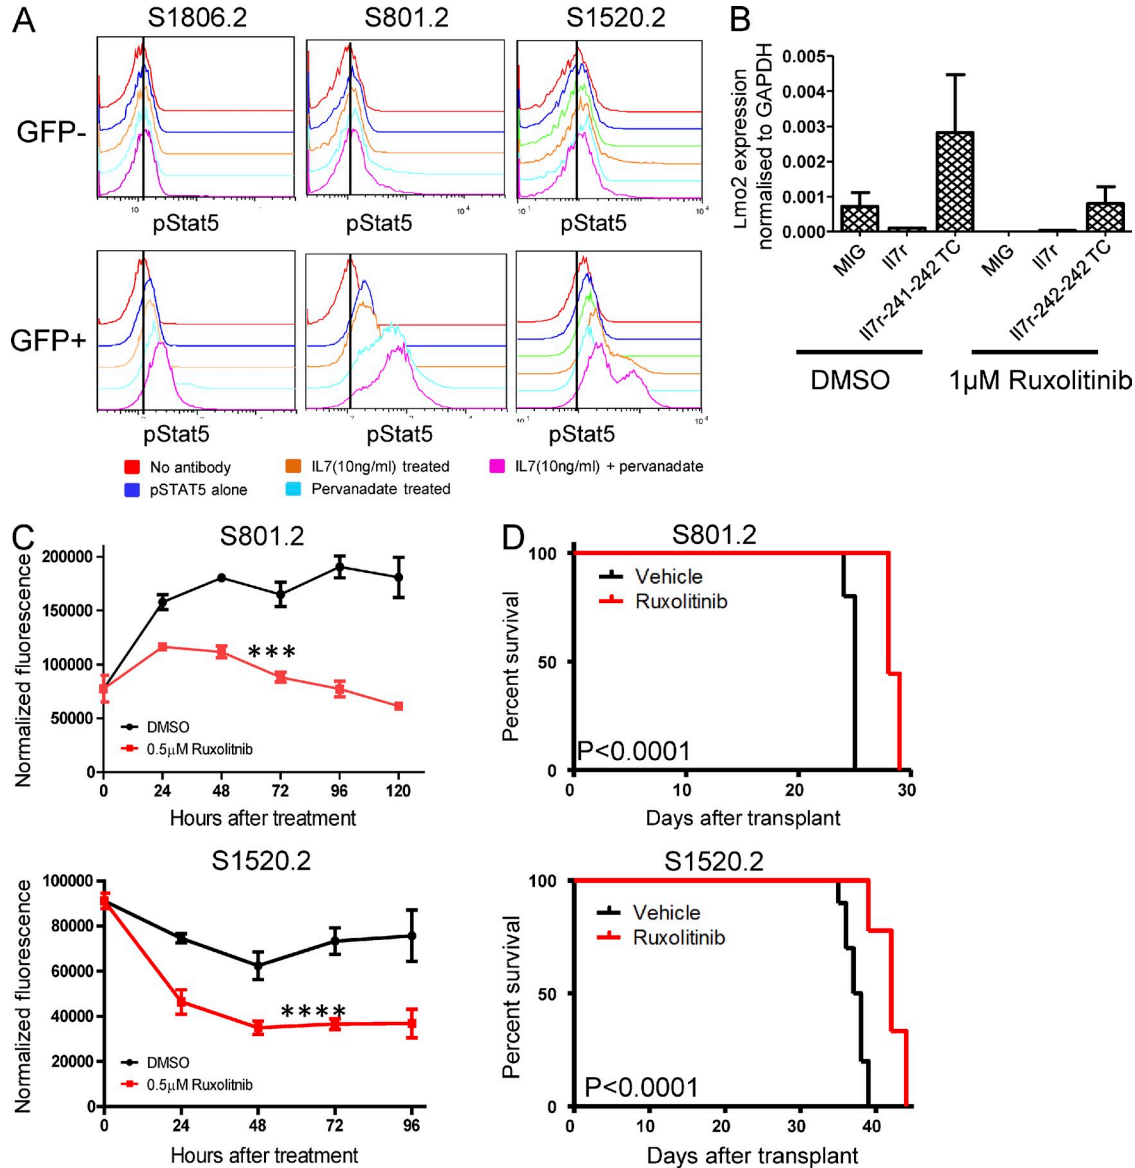 A
S1806.2
S801.2
S1520.2
GFP-
pStat5
pStat5
pStat5
GFP+
pStat5
pStat5
pStat5
No antibody
IL7(10ng/ml) treated
IL7(10ng/ml) + pervanadate
pSTAT5 alone
Pervanadate treated
B
Lmo2 expression
normalised to GAPDH
0.005
0.004
0.003
0.002
0.001
0.000
MIG
Il7r
Il7r-241-242 TC
MIG
Il7r
Il7r-242-242 TC
DMSO
1µM Ruxolitinib
C
S801.2
Normalized fluorescence
200000
150000
100000
50000
0
***
DMSO
0.5µM Ruxolitnib
0 24 48 72 96 120
Hours after treatment
S1520.2
Normalized fluorescence
100000
80000
60000
40000
20000
0
****
DMSO
0.5µM Ruxolitnib
0 24 48 72 96
Hours after treatment
D
S801.2
Percent survival
100
50
0
Vehicle
Ruxolitinib
P<0.0001
0 10 20 30
Days after transplant
S1520.2
Percent survival
100
50
0
Vehicle
Ruxolitinib
P<0.0001
0 20 40
Days after transplant